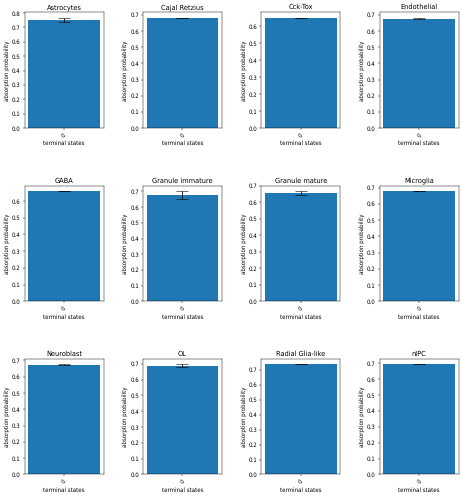 Astrocytes
absorption probability
0.8
0.7
0.6
0.5
0.4
0.3
0.2
0.1
0.0
0
terminal states
Cajal Retzius
absorption probability
0.7
0.6
0.5
0.4
0.3
0.2
0.1
0.0
0
terminal states
Cck-Tox
absorption probability
0.6
0.5
0.4
0.3
0.2
0.1
0.0
0
terminal states
Endothelial
absorption probability
0.7
0.6
0.5
0.4
0.3
0.2
0.1
0.0
0
terminal states
GABA
absorption probability
0.6
0.5
0.4
0.3
0.2
0.1
0.0
0
terminal states
Granule immature
absorption probability
0.7
0.6
0.5
0.4
0.3
0.2
0.1
0.0
0
terminal states
Granule mature
absorption probability
0.7
0.6
0.5
0.4
0.3
0.2
0.1
0.0
0
terminal states
Microglia
absorption probability
0.7
0.6
0.5
0.4
0.3
0.2
0.1
0.0
0
terminal states
Neuroblast
absorption probability
0.7
0.6
0.5
0.4
0.3
0.2
0.1
0.0
0
terminal states
OL
absorption probability
0.7
0.6
0.5
0.4
0.3
0.2
0.1
0.0
0
terminal states
Radial Glia-like
absorption probability
0.7
0.6
0.5
0.4
0.3
0.2
0.1
0.0
0
terminal states
nIPC
absorption probability
0.7
0.6
0.5
0.4
0.3
0.2
0.1
0.0
0
terminal states